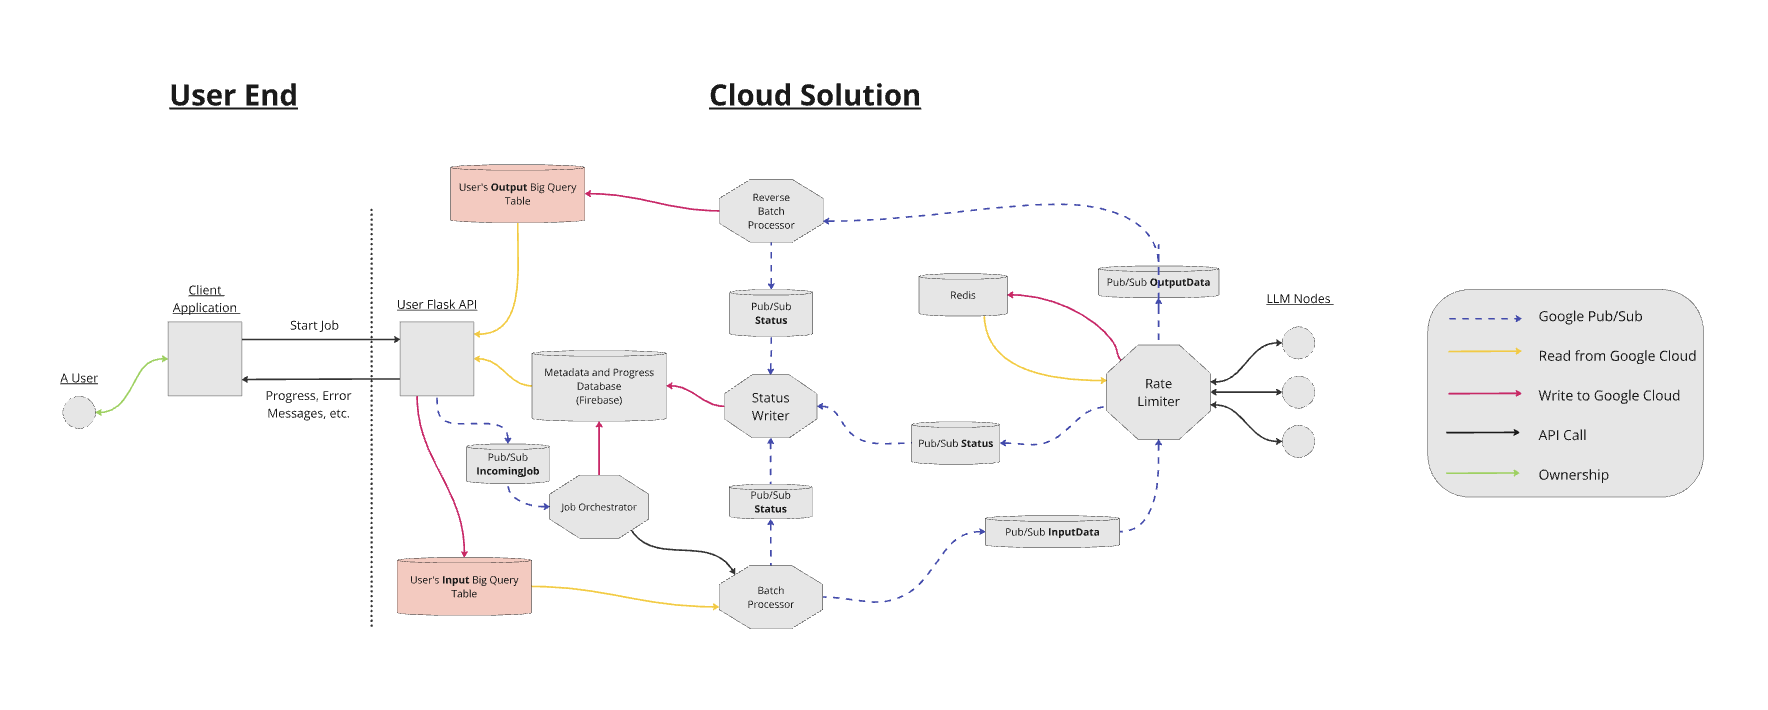 User End
Cloud Solution
User's Output Big Query
Table
Reverse
Batch
Processor
Client
Application
User Flask API
Start Job
Progress, Error
Messages, etc.
A User
Pub/Sub
Status
Redis
Pub/Sub OutputData
LLM Nodes
Metadata and Progress
Database
(Firebase)
Status
Writer
Rate
Limiter
Pub/Sub
IncomingJob
Pub/Sub Status
Job Orchestrator
Pub/Sub
Status
Pub/Sub InputData
User's Input Big Query
Table
Batch
Processor
Google Pub/Sub
Read from Google Cloud
Write to Google Cloud
API Call
Ownership